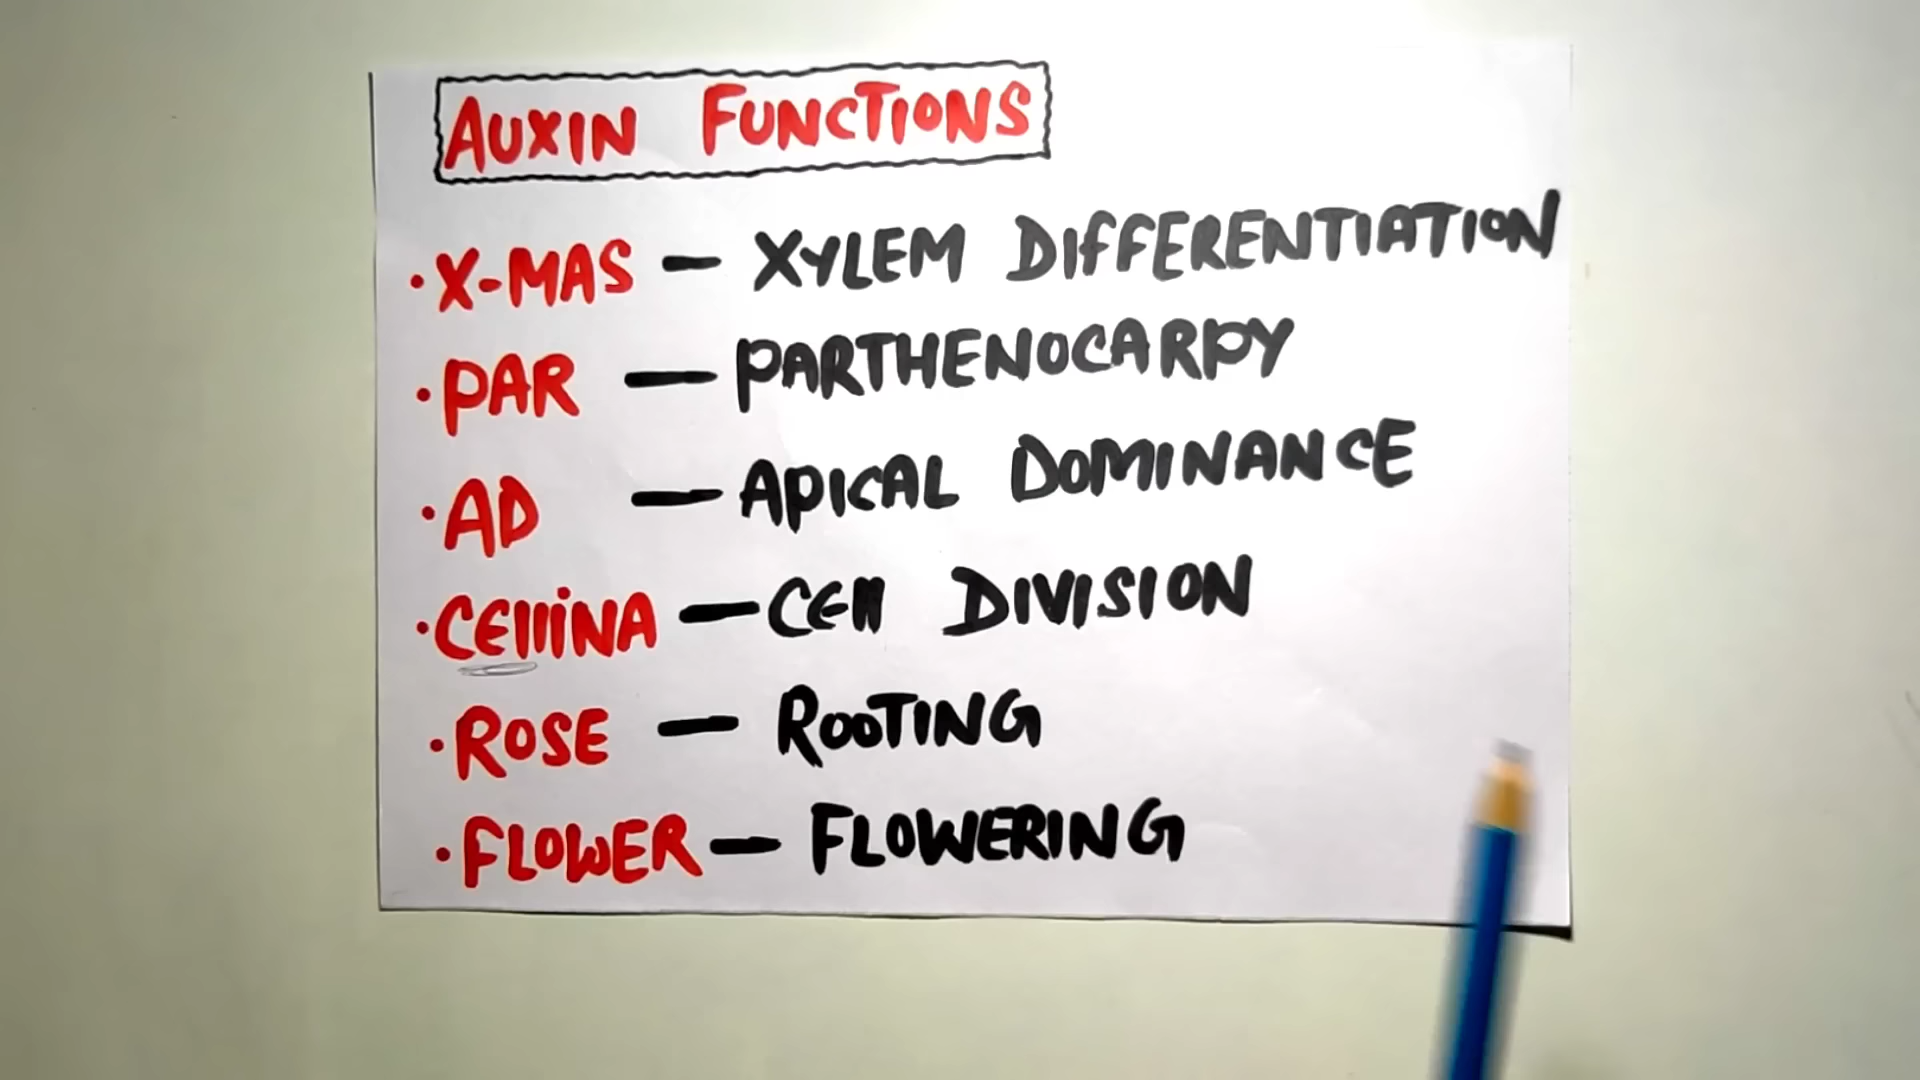 AUXIN FUNCTIONS
• X-MAS — XYLEM DIFFERENTIATION
• PAR — PARTHENOCARPY
• AD — APICAL DOMINANCE
• CEllINA — CEll DIVISION
• ROSE — ROOTING
• FLOWER — FLOWERING